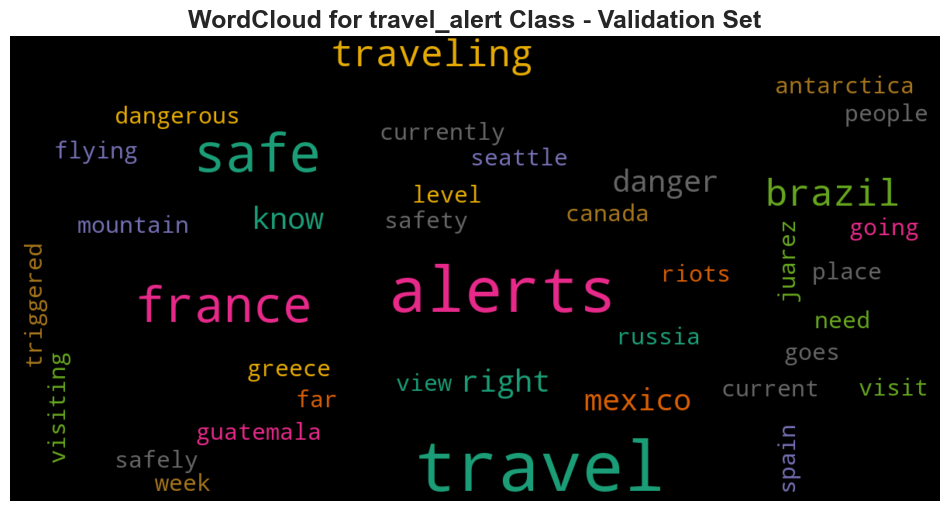 WordCloud for travel_alert Class - Validation Set
traveling
antarctica
people
dangerous
currently
flying
safe
seattle
danger
level
brazil
know
safety
canada
mountain
going
juarez
triggered
alerts
riots
place
france
russia
need
goes
greece
view
right
current
visit
visiting
far
mexico
guatemala
safely
travel
spain
week